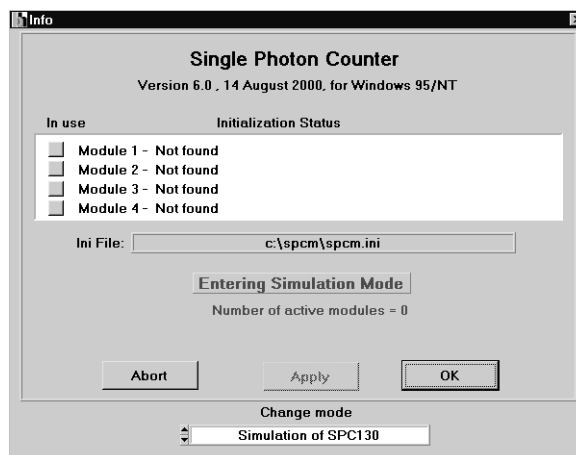 Info
Single Photon Counter
Version 6.0 , 14 August 2000, for Windows 95/NT
In use Initialization Status
Module 1 - Not found
Module 2 - Not found
Module 3 - Not found
Module 4 - Not found
Ini File: c:\spcm\spcm.ini
Entering Simulation Mode
Number of active modules = 0
Abort Apply OK
Change mode
Simulation of SPC130